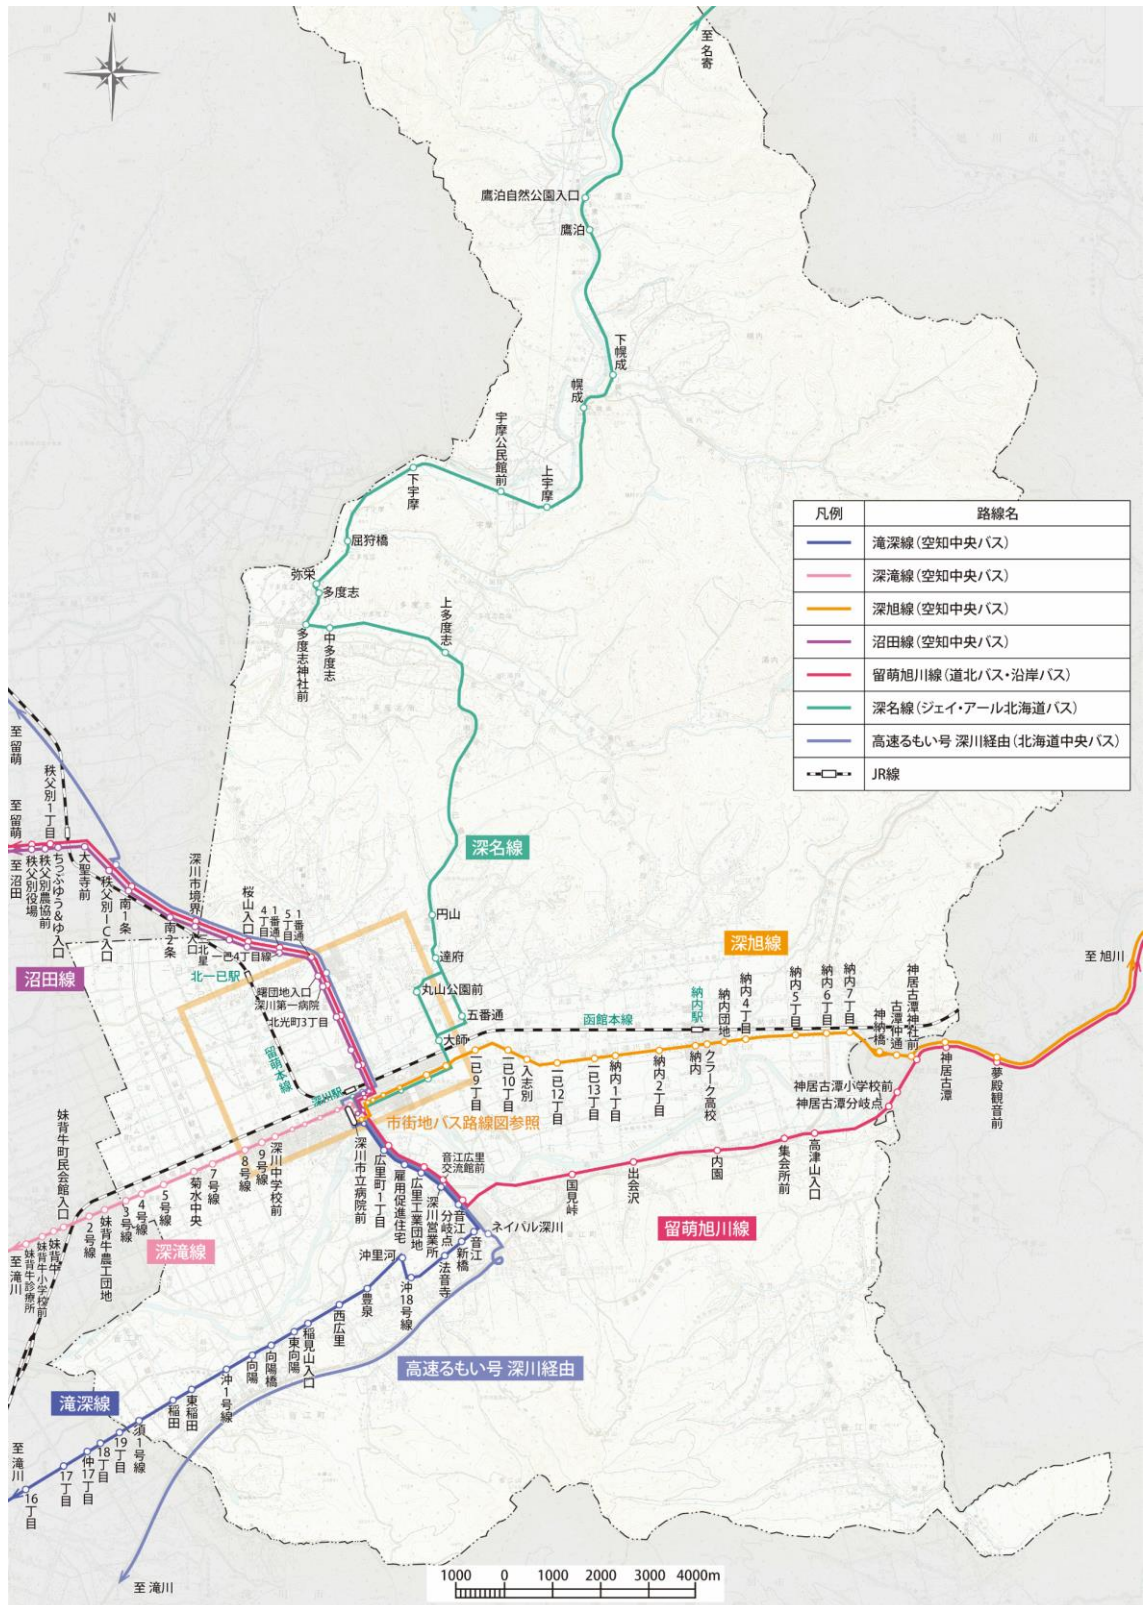 N
至名寄
鷹泊自然公園入口
鷹泊
下幌成
幌成
宇摩公民館前
上宇摩
下宇摩
屈狩橋
弥栄
多度志
多度志神社前
中多度志
上多度志
凡例
路線名
滝深線(空知中央バス)
深滝線(空知中央バス)
深旭線(空知中央バス)
沼田線(空知中央バス)
留萌旭川線(道北バス・沿岸バス)
深名線(ジェイ・アール北海道バス)
高速るもい号 深川経由(北海道中央バス)
JR線
深名線
円山
達府
丸山公園前
五番通
大師
至留萌
至留萌
至沼田
秩父別1丁目
秩父別役場
秩父別農協前
ちっぷゆう&ゆ入口
大聖寺前
秩父別IC入口
南1条
南2条
深川市境界
三北星入口
桜山入口
一已4丁目線
1番通4丁目
1番通5丁目
曙団地入口
深川第一病院
北光町3丁目
沼田線
北一已駅
留萌本線
深川駅
函館本線
納内駅
深旭線
至旭川
一已9丁目
一已10丁目
入志別
一已12丁目
一已13丁目
納内1丁目
納内2丁目
納内
クラーク高校
納内団地
納内4丁目
納内5丁目
納内6丁目
納内7丁目
神納橋
古潭仲通
神居古潭神社前
神居古潭
夢殿観音前
神居古潭小学校前
神居古潭分岐点
市街地バス路線図参照
高津山入口
集会所前
内園
出会沢
国見峠
留萌旭川線
深川市立病院前
広里町1丁目
雇用促進住宅
広里工業団地
深川営業所
音江広里交流館前
音江分岐点
ネイパル深川
音江
新橋
法音寺
沖18号線
沖里河
豊泉
西広里
稲見山入口
東向陽
向陽橋
向陽
沖1号線
東稲田
稲田
須1号線
19丁目
18丁目
仲17丁目
17丁目
16丁目
至滝川
滝深線
高速るもい号 深川経由
至滝川
深川中学校前
9号線
8号線
7号線
菊水中央
5号線
4号線
3号線
妹背牛農工団地
2号線
妹背牛町民会館入口
妹背牛
妹背牛小学校前
妹背牛診療所
至滝川
深滝線
1000 0 1000 2000 3000 4000m